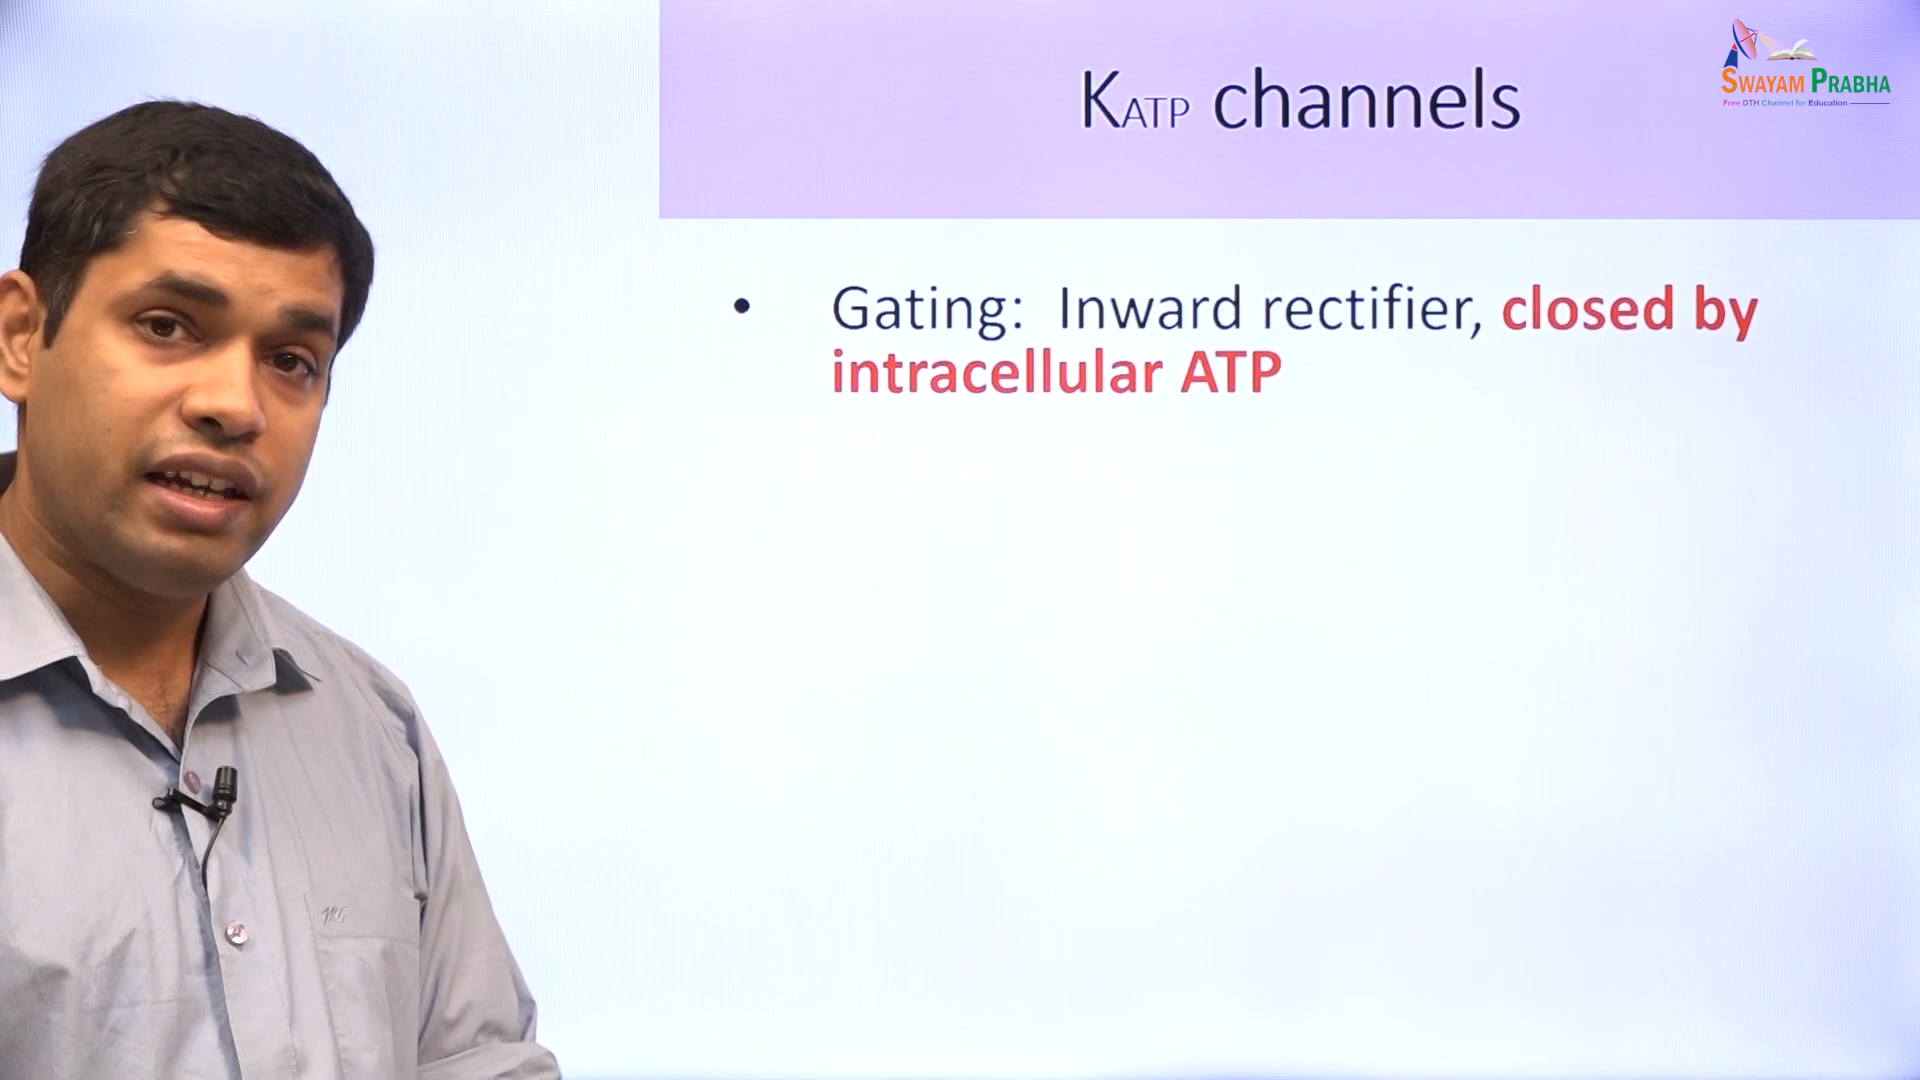 KATP channels
SWAYAM PRABHA
Free DTH Channel for Education
• Gating: Inward rectifier, closed by
intracellular ATP